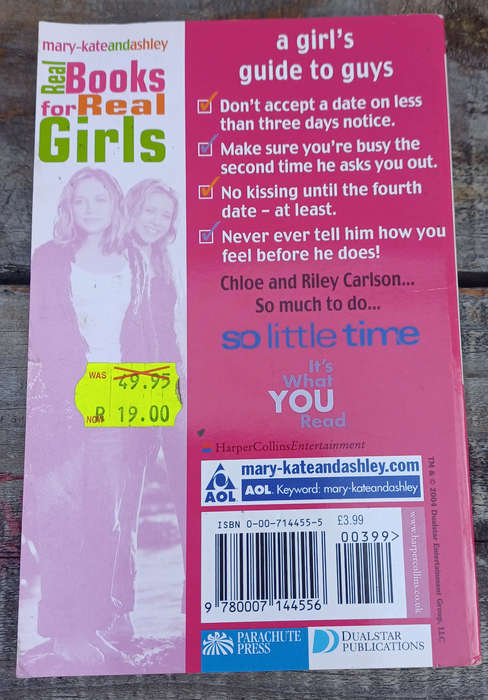 mary-kateandashley
Real Books
for Real
Girls
a girl's
guide to guys
Don't accept a date on less
than three days notice.
Make sure you're busy the
second time he asks you out.
No kissing until the fourth
date – at least.
Never ever tell him how you
feel before he does!
Chloe and Riley Carlson...
So much to do...
so little time
It's
What
YOU
Read
HarperCollinsEntertainment
WAS 49.95
NOW R 19.00
mary-kateandashley.com
AOL
AOL Keyword: mary-kateandashley
ISBN 0-00-714455-5 £3.99
00399>
9 780007 144556
www.harpercollins.co.uk
TM & © 2004 Dualstar Entertainment Group, LLC
PARACHUTE
PRESS
DUALSTAR
PUBLICATIONS